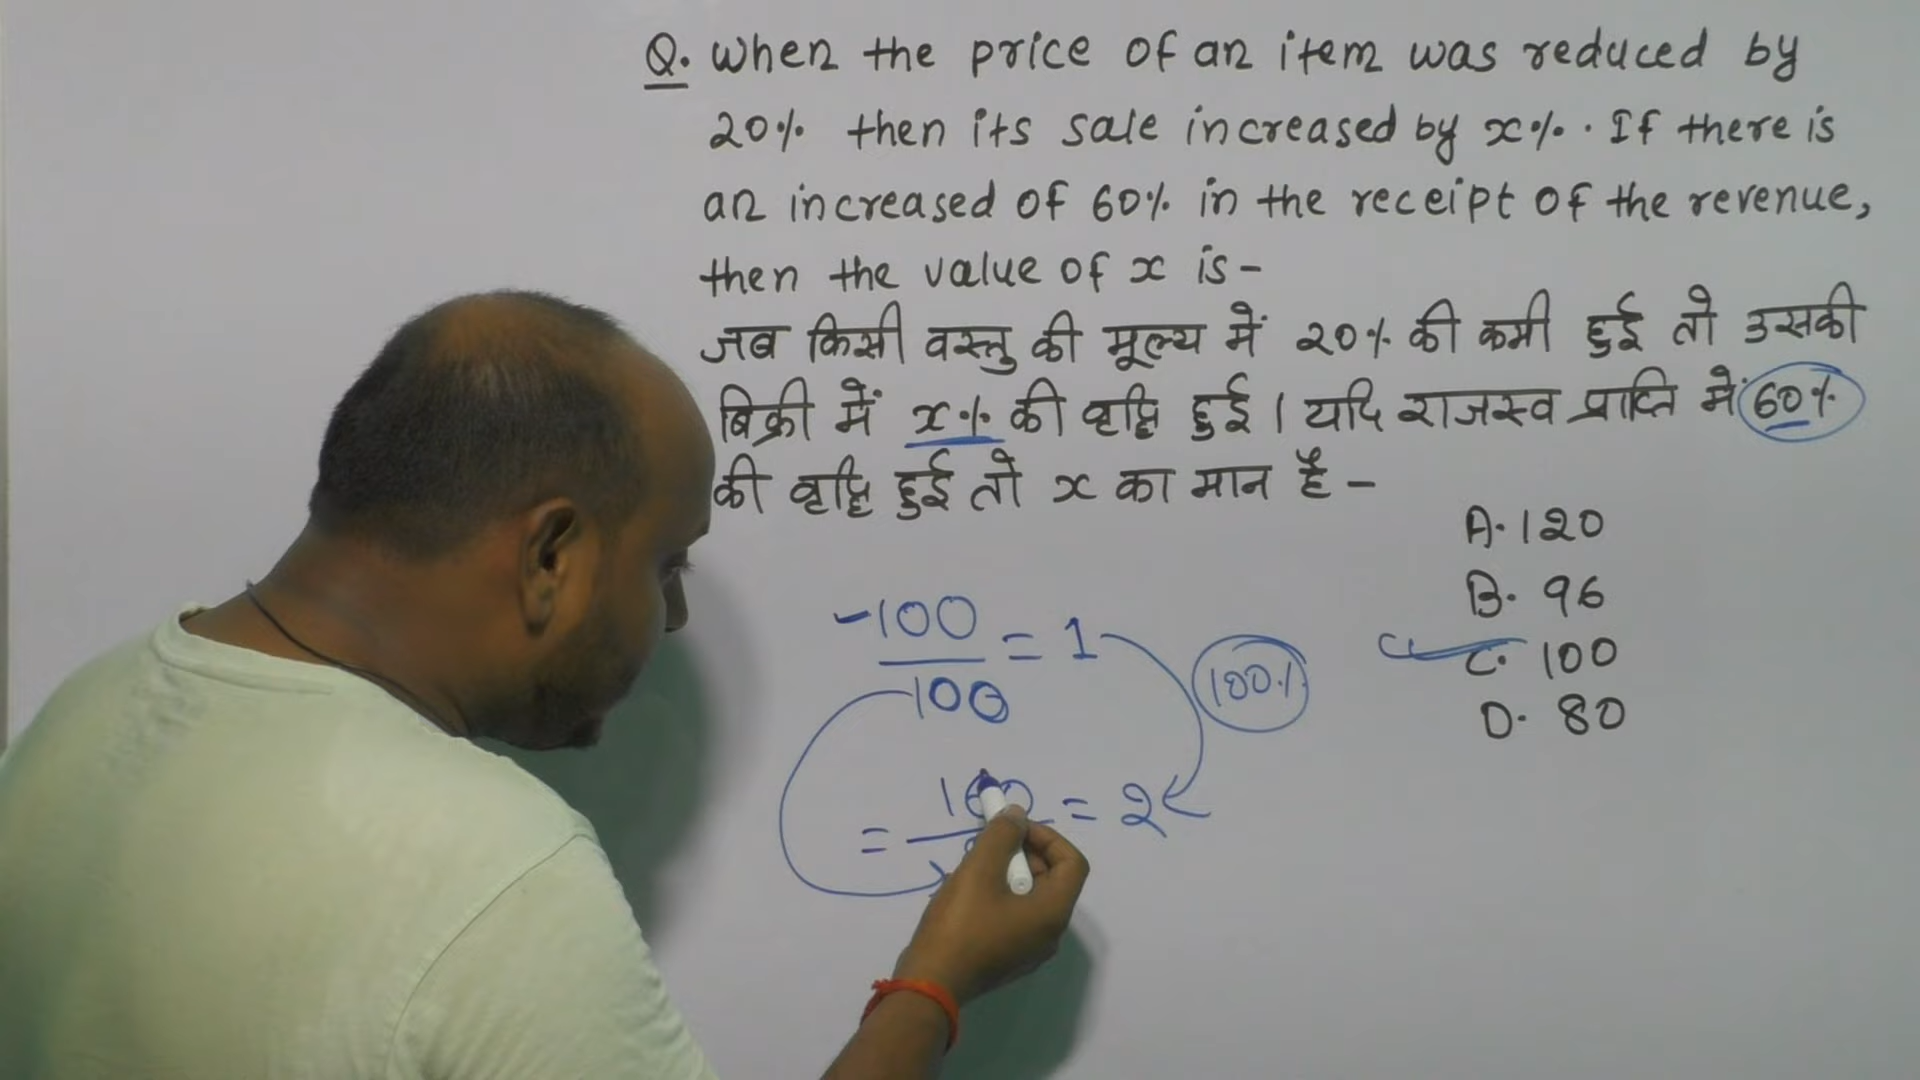 Q. When the price of an item was reduced by
20% then its sale increased by x%. If there is
an increased of 60% in the receipt of the revenue,
then the value of x is -
जब किसी वस्तु की मूल्य में 20% की कमी हुई तो उसकी
बिक्री में x% की वृद्धि हुई । यदि राजस्व प्राप्ति में 60%
की वृद्धि हुई तो x का मान है -
A. 120
B. 96
C. 100
D. 80
-100
100
= 1
100%
=
= 2